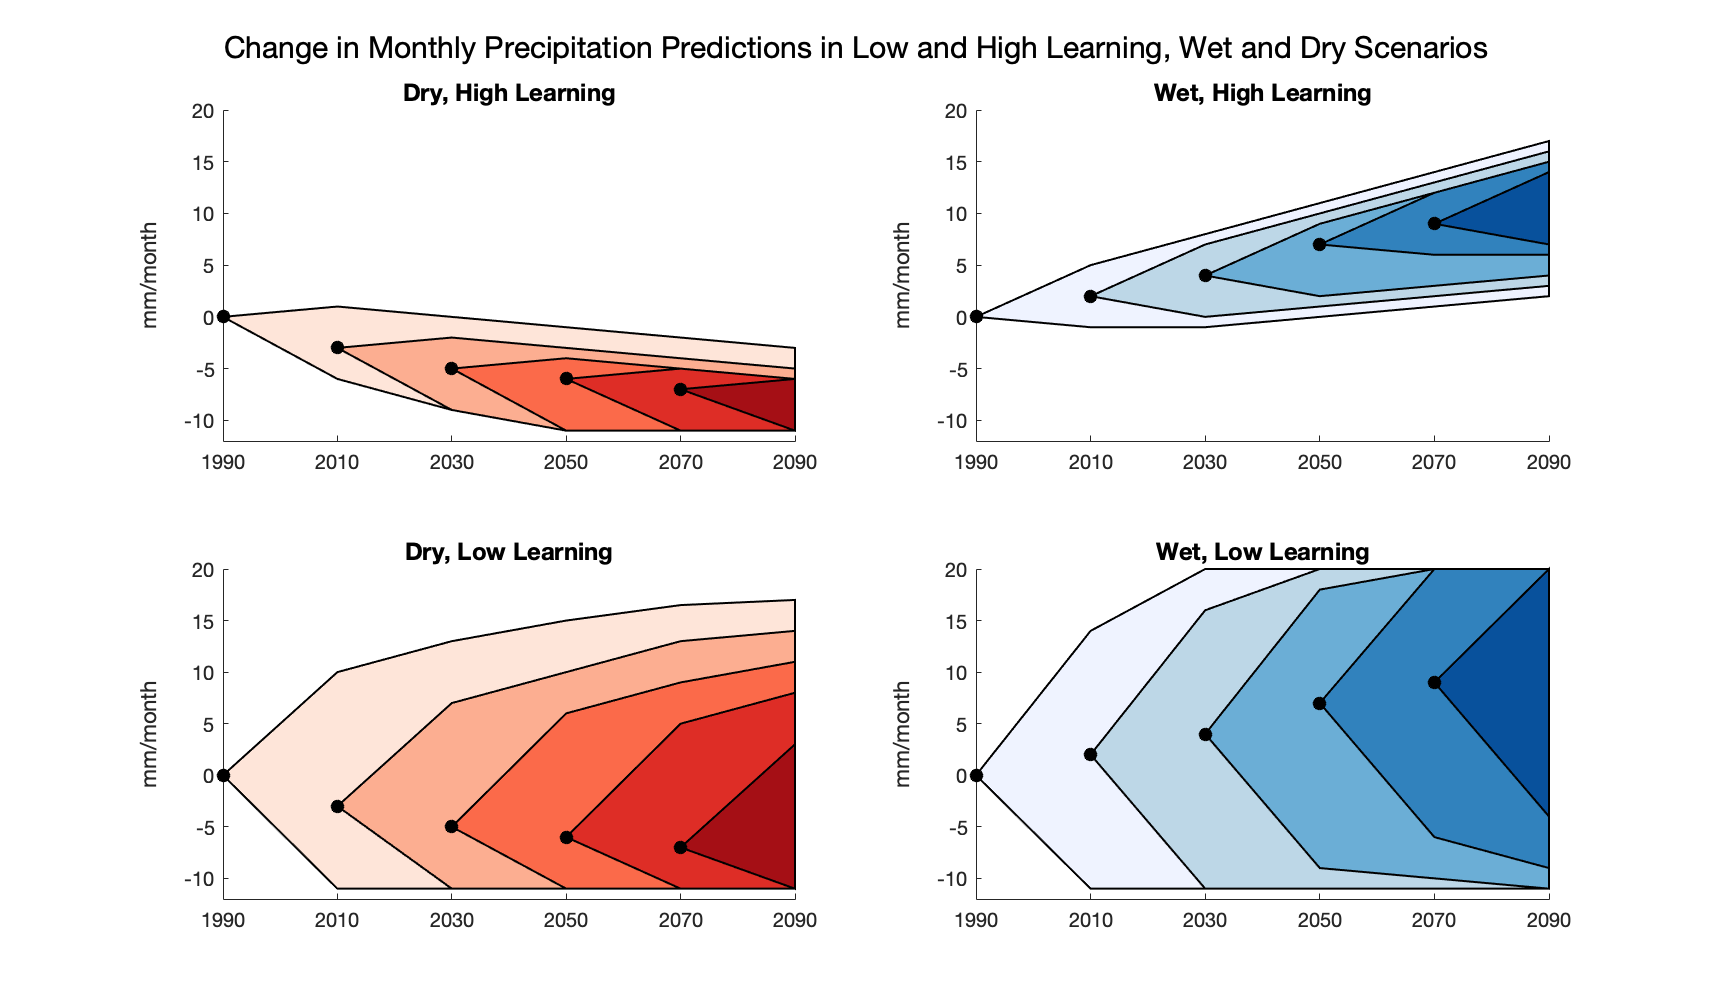 Change in Monthly Precipitation Predictions in Low and High Learning, Wet and Dry Scenarios
Dry, High Learning
20
15
10
5
0
-5
-10
mm/month
1990 2010 2030 2050 2070 2090
Wet, High Learning
20
15
10
5
0
-5
-10
mm/month
1990 2010 2030 2050 2070 2090
Dry, Low Learning
20
15
10
5
0
-5
-10
mm/month
1990 2010 2030 2050 2070 2090
Wet, Low Learning
20
15
10
5
0
-5
-10
mm/month
1990 2010 2030 2050 2070 2090